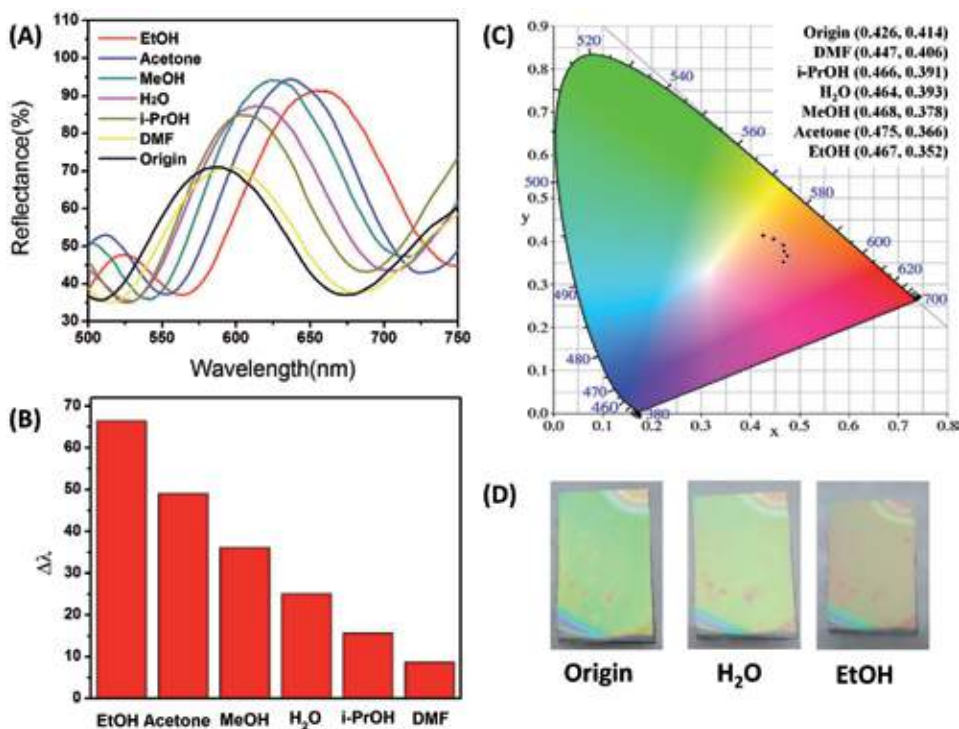 (A)
EtOH
Acetone
MeOH
H₂O
i-PrOH
DMF
Origin
110
100
90
80
70
60
50
40
30
Reflectance(%)
500 550 600 650 700 750
Wavelength(nm)
(B)
70
60
50
40
30
20
10
0
Δλ
EtOH Acetone MeOH H₂O i-PrOH DMF
(C)
Origin (0.426, 0.414)
DMF (0.447, 0.406)
i-PrOH (0.466, 0.391)
H₂O (0.464, 0.393)
MeOH (0.468, 0.378)
Acetone (0.475, 0.366)
EtOH (0.467, 0.352)
0.9
0.8
0.7
0.6
0.5
0.4
0.3
0.2
0.1
0.0
y
520
540
560
500
580
600
620
700
490
480
470
460
380
0.0 0.1 0.2 0.3 0.4 0.5 0.6 0.7 0.8
x
(D)
Origin H₂O EtOH